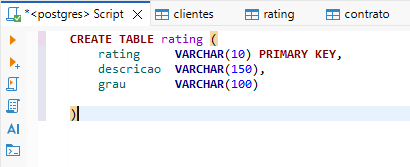 *<postgres> Script
clientes
rating
contrato
CREATE TABLE rating (
    rating     VARCHAR(10) PRIMARY KEY,
    descricao  VARCHAR(150),
    grau       VARCHAR(100)
)
AI